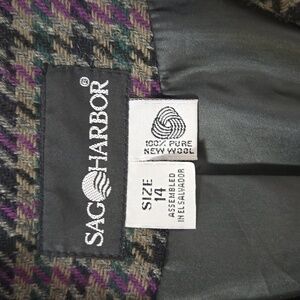 SAG HARBOR®
100% PURE
NEW WOOL
SIZE
14
ASSEMBLED
IN EL SALVADOR